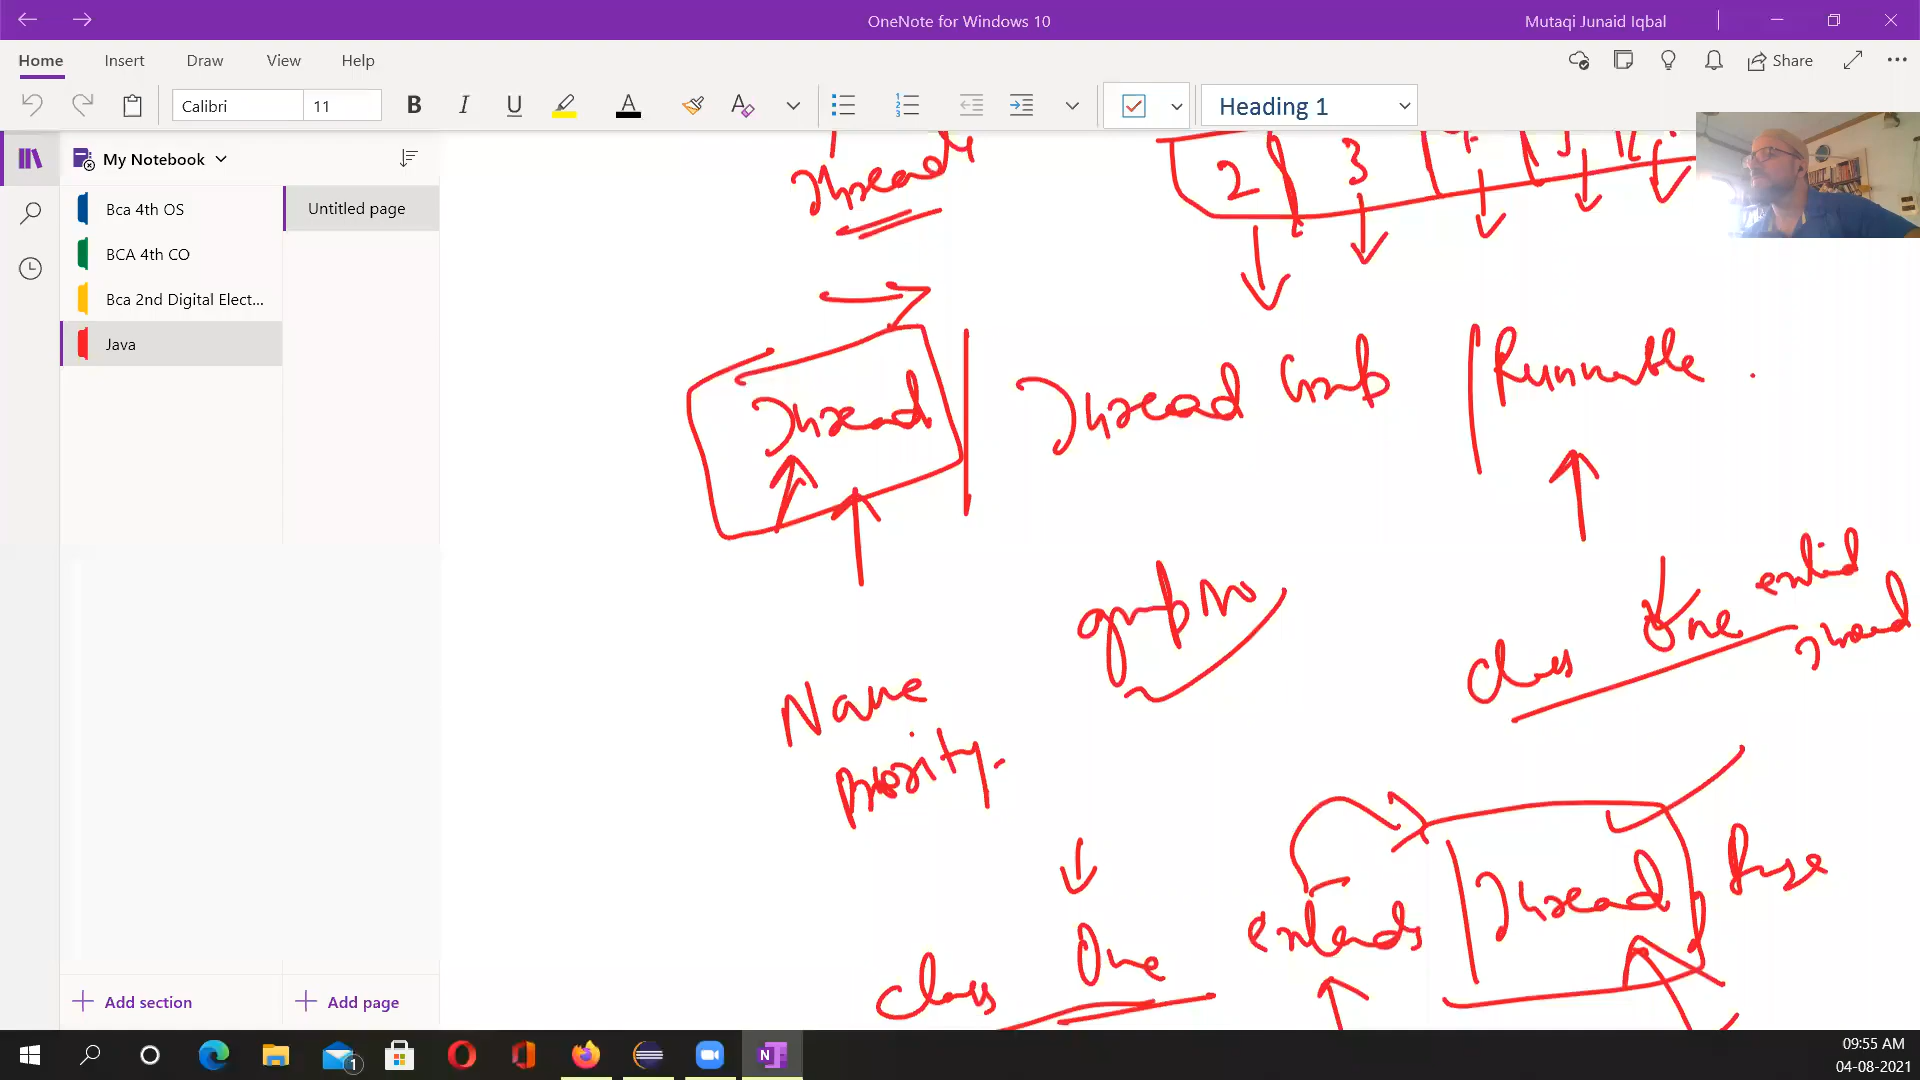 OneNote for Windows 10
Mutaqi Junaid Iqbal
Home Insert Draw View Help
Share
Calibri 11 B I U A Heading 1
My Notebook
Bca 4th OS
BCA 4th CO
Bca 2nd Digital Elect...
Java
Untitled page
Add section
Add page
Thread
2 3
Thread Thread Runnable
Name
Priority
class One Thread
class One extends Thread
1
09:55 AM
04-08-2021